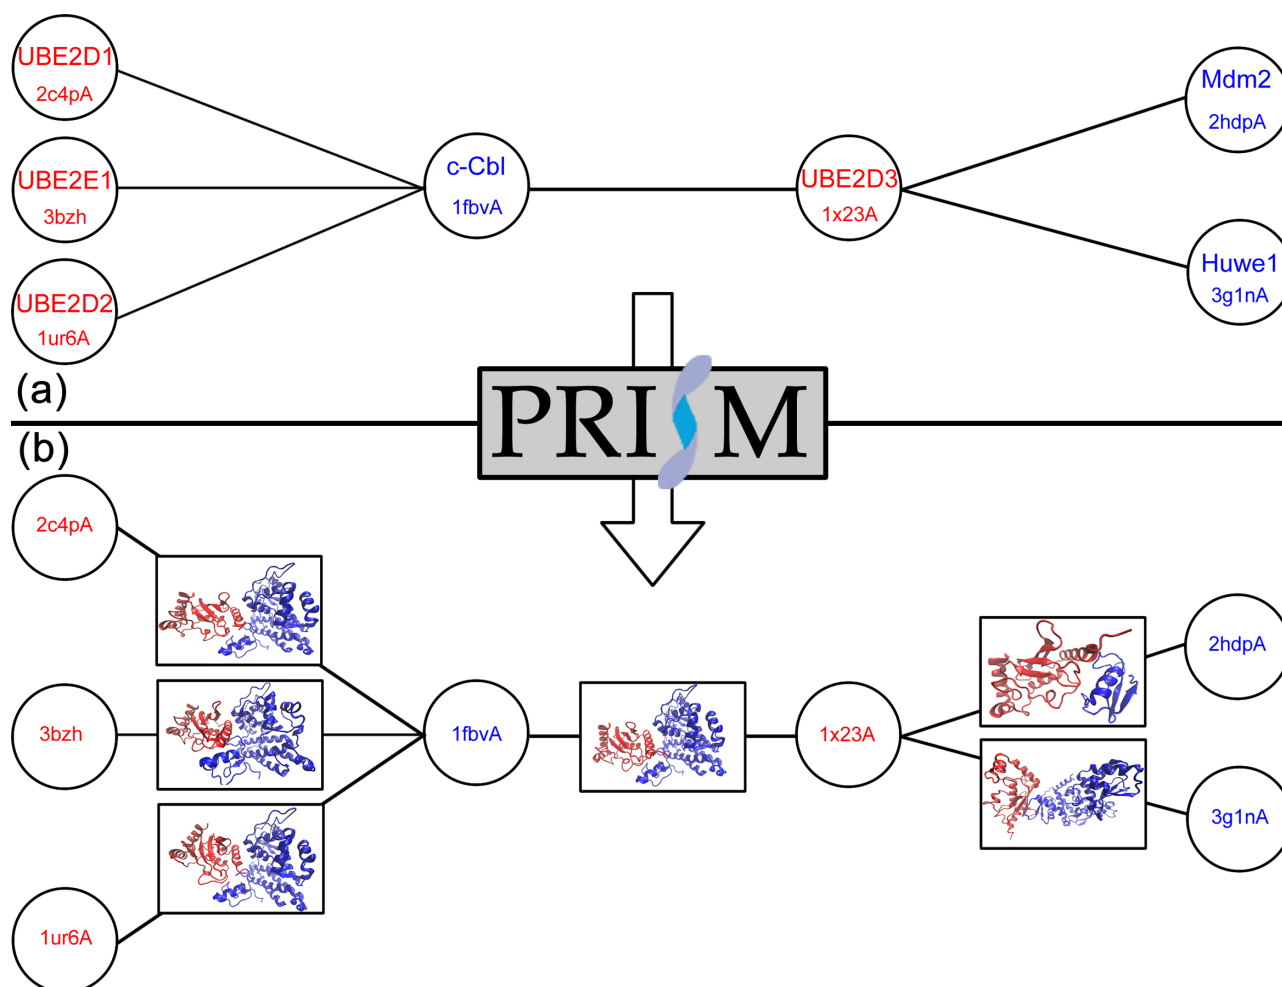 UBE2D1
2c4pA
UBE2E1
3bzh
UBE2D2
1ur6A
c-Cbl
1fbvA
UBE2D3
1x23A
Mdm2
2hdpA
Huwe1
3g1nA
(a)
PRISM
(b)
2c4pA
3bzh
1ur6A
1fbvA
1x23A
2hdpA
3g1nA